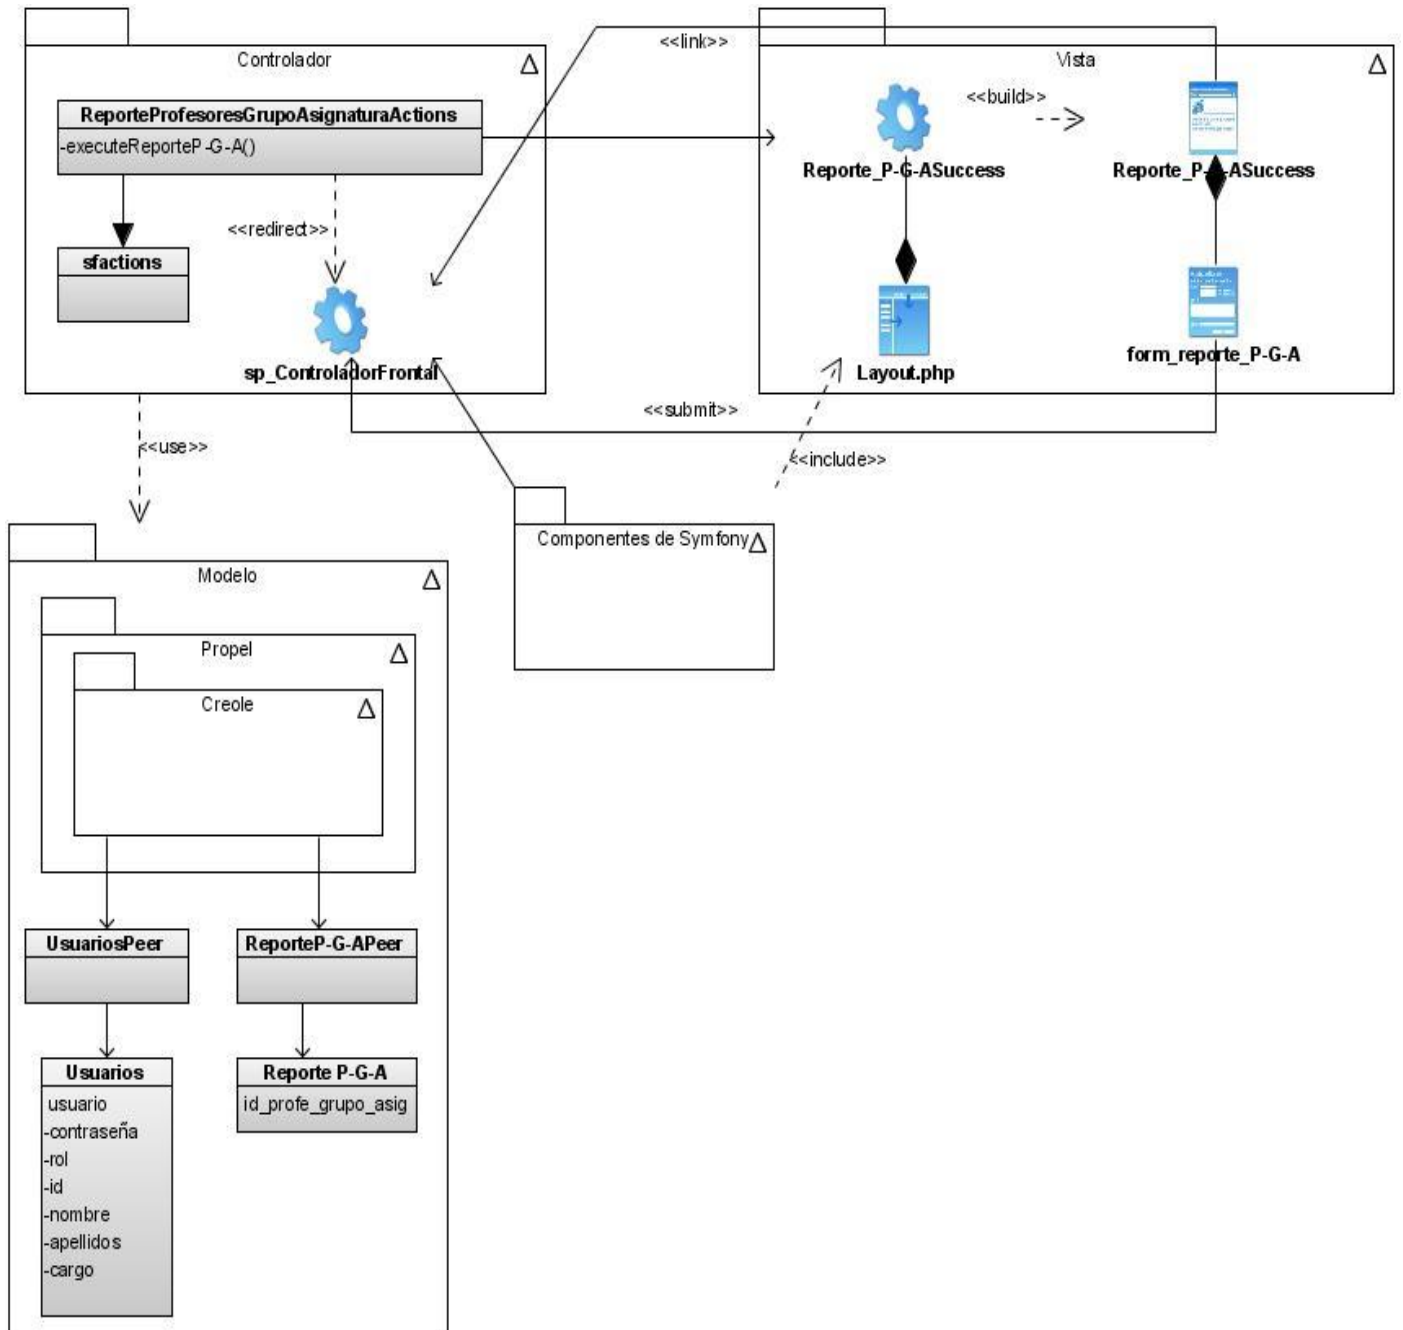 Controlador
ReporteProfesoresGrupoAsignaturaActions
-executeReporteP-G-A()
<<redirect>>
sfactions
sp_ControladorFrontal
<<link>>
Vista
<<build>>
Reporte_P-G-ASuccess
Reporte_P-G-ASuccess
Layout.php
form_reporte_P-G-A
<<submit>>
<<use>>
<<include>>
Componentes de Symfony
Modelo
Propel
Creole
UsuariosPeer
ReporteP-G-APeer
Usuarios
usuario
-contraseña
-rol
-id
-nombre
-apellidos
-cargo
Reporte P-G-A
id_profe_grupo_asig